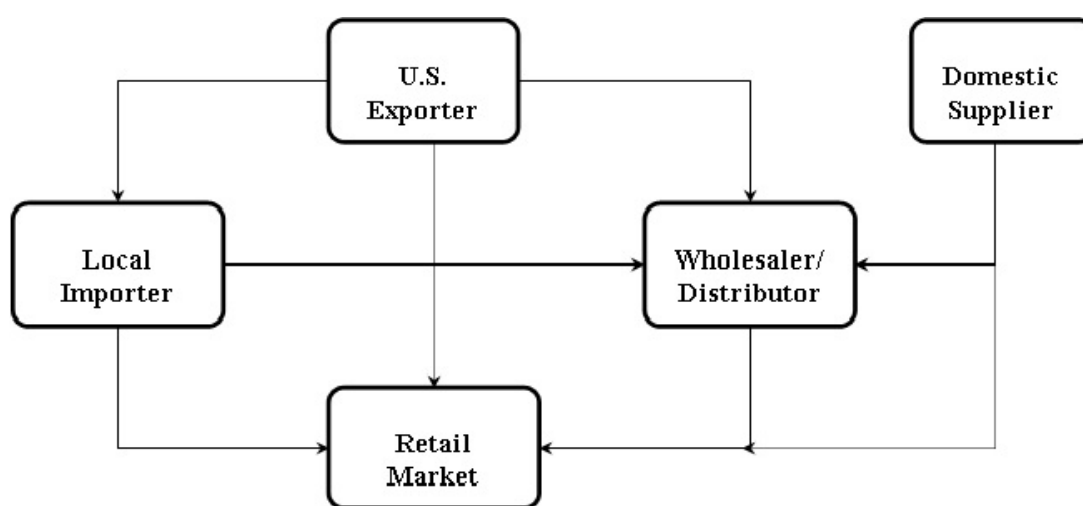 U.S.
Exporter
Domestic
Supplier
Local
Importer
Wholesaler/
Distributor
Retail
Market